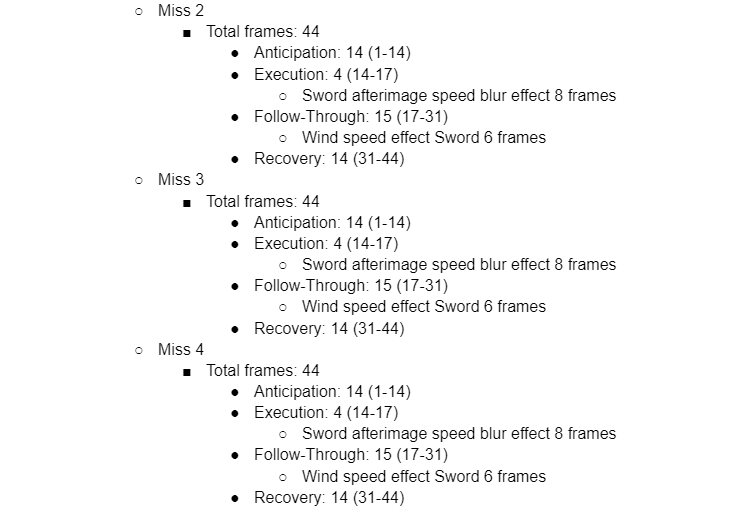 Miss 2
Total frames: 44
Anticipation: 14 (1-14)
Execution: 4 (14-17)
Sword afterimage speed blur effect 8 frames
Follow-Through: 15 (17-31)
Wind speed effect Sword 6 frames
Recovery: 14 (31-44)
Miss 3
Total frames: 44
Anticipation: 14 (1-14)
Execution: 4 (14-17)
Sword afterimage speed blur effect 8 frames
Follow-Through: 15 (17-31)
Wind speed effect Sword 6 frames
Recovery: 14 (31-44)
Miss 4
Total frames: 44
Anticipation: 14 (1-14)
Execution: 4 (14-17)
Sword afterimage speed blur effect 8 frames
Follow-Through: 15 (17-31)
Wind speed effect Sword 6 frames
Recovery: 14 (31-44)